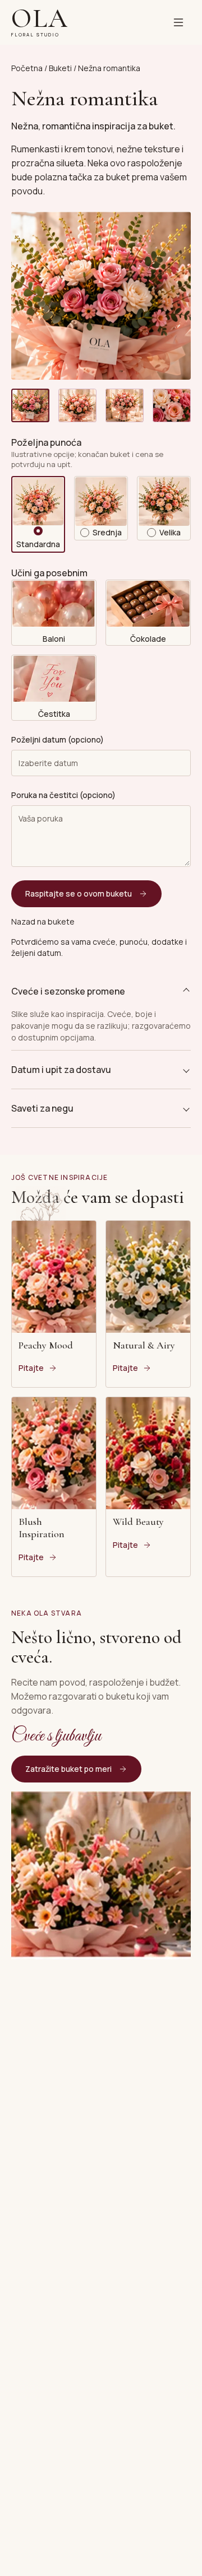 OLA
FLORAL STUDIO
Početna / Buketi / Nežna romantika
Nežna romantika
Nežna, romantična inspiracija za buket.
Rumenkasti i krem tonovi, nežne teksture i
prozračna silueta. Neka ovo raspoloženje
bude polazna tačka za buket prema vašem
povodu.
OLA
Poželjna punoća
Ilustrativne opcije; konačan buket i cena se
potvrđuju na upit.
Standardna
Srednja
Velika
Učini ga posebnim
Baloni
Čokolade
For
You
Čestitka
Poželjni datum (opciono)
Izaberite datum
Poruka na čestitci (opciono)
Vaša poruka
Raspitajte se o ovom buketu →
Nazad na bukete
Potvrdićemo sa vama cveće, punoću, dodatke i
željeni datum.
Cveće i sezonske promene
Slike služe kao inspiracija. Cveće, boje i
pakovanje mogu da se razlikuju; razgovaraćemo
o dostupnim opcijama.
Datum i upit za dostavu
Saveti za negu
JOŠ CVETNE INSPIRACIJE
Možda će vam se dopasti
Peachy Mood
Pitajte →
Natural & Airy
Pitajte →
Blush
Inspiration
Pitajte →
Wild Beauty
Pitajte →
NEKA OLA STVARA
Nešto lično, stvoreno od
cveća.
Recite nam povod, raspoloženje i budžet.
Možemo razgovarati o buketu koji vam
odgovara.
Cveće s ljubavlju
Zatražite buket po meri →
OLA